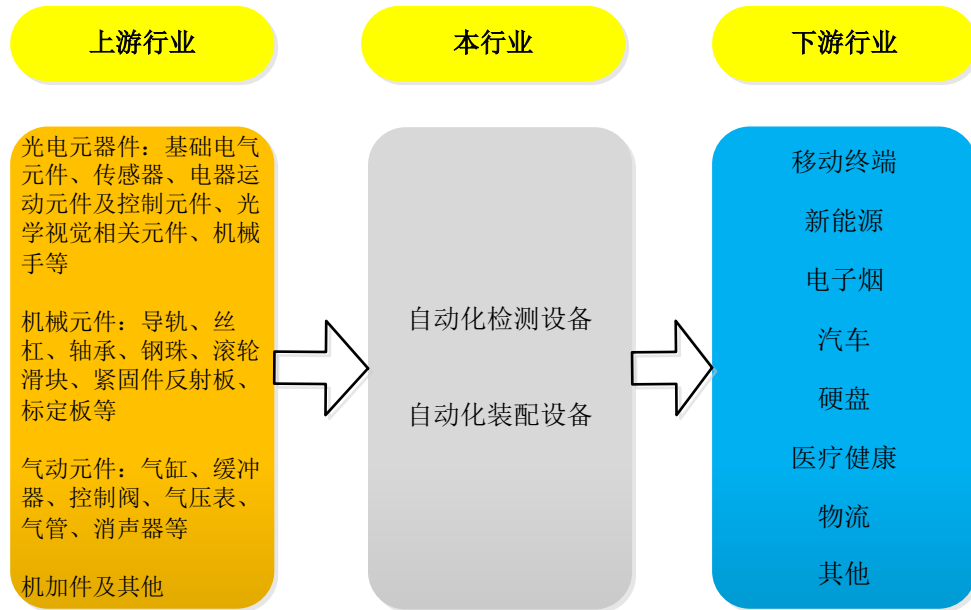 上游行业
本行业
下游行业
光电元器件：基础电气
元件、传感器、电器运
动元件及控制元件、光
学视觉相关元件、机械
手等
机械元件：导轨、丝
杠、轴承、钢珠、滚轮
滑块、紧固件反射板、
标定板等
气动元件：气缸、缓冲
器、控制阀、气压表、
气管、消声器等
机加件及其他
自动化检测设备
自动化装配设备
移动终端
新能源
电子烟
汽车
硬盘
医疗健康
物流
其他